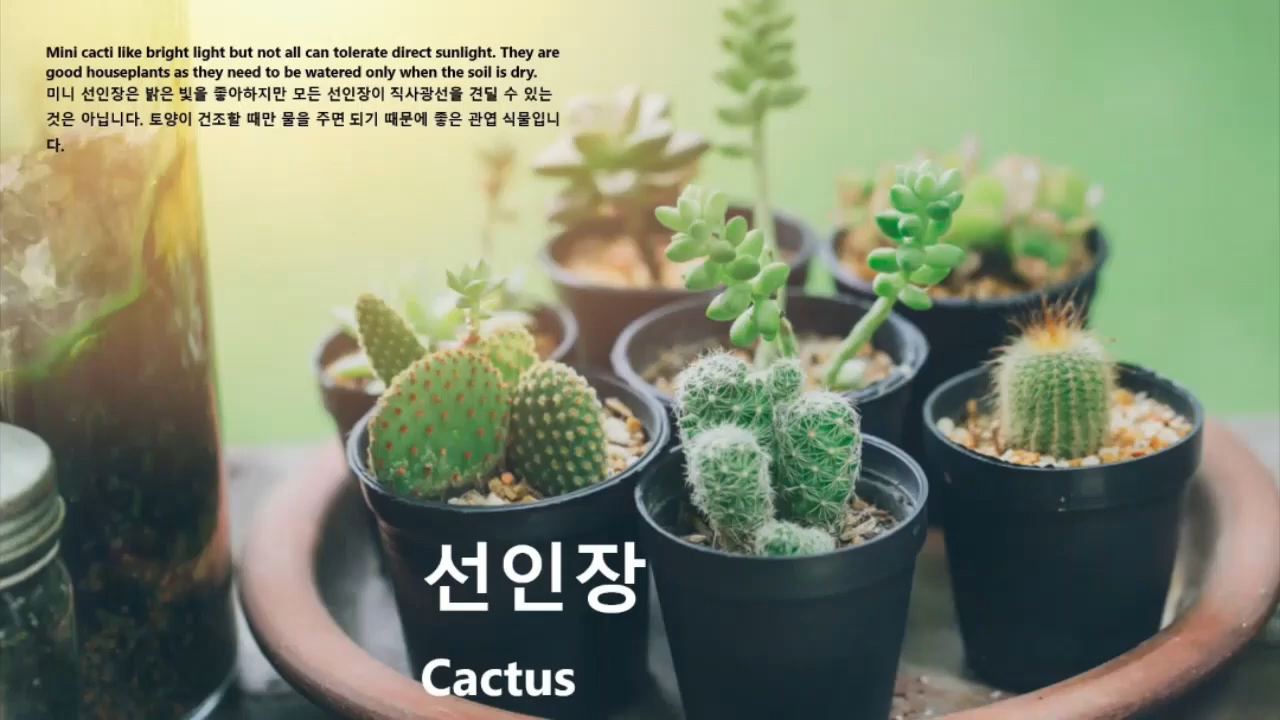 Mini cacti like bright light but not all can tolerate direct sunlight. They are
good houseplants as they need to be watered only when the soil is dry.
미니 선인장은 밝은 빛을 좋아하지만 모든 선인장이 직사광선을 견딜 수 있는
것은 아닙니다. 토양이 건조할 때만 물을 주면 되기 때문에 좋은 관엽 식물입니
다.
선인장
Cactus